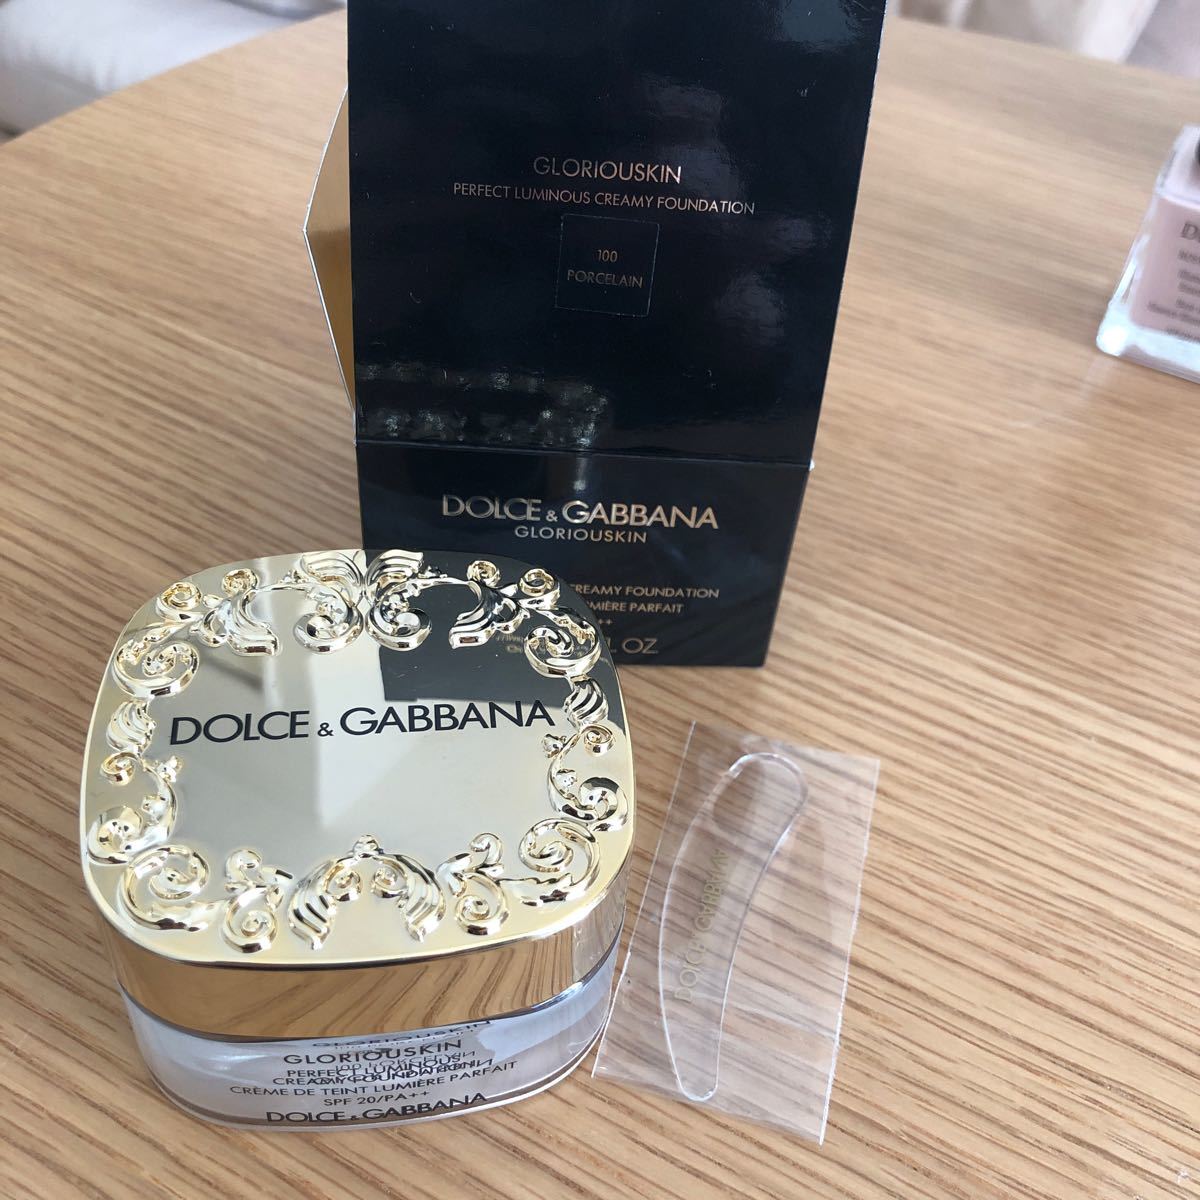 GLORIOUSKIN
PERFECT LUMINOUS CREAMY FOUNDATION
100
PORCELAIN
DOLCE & GABBANA
GLORIOUSKIN
CREAMY FOUNDATION
LUMIÈRE PARFAIT
++
FL OZ
DOLCE & GABBANA
GLORIOUSKIN
PERFECT LUMINOUS
CREAMY FOUNDATION
CRÈME DE TEINT LUMIÈRE PARFAIT
SPF 20/PA++
DOLCE & GABBANA
DOLCE & GABBANA